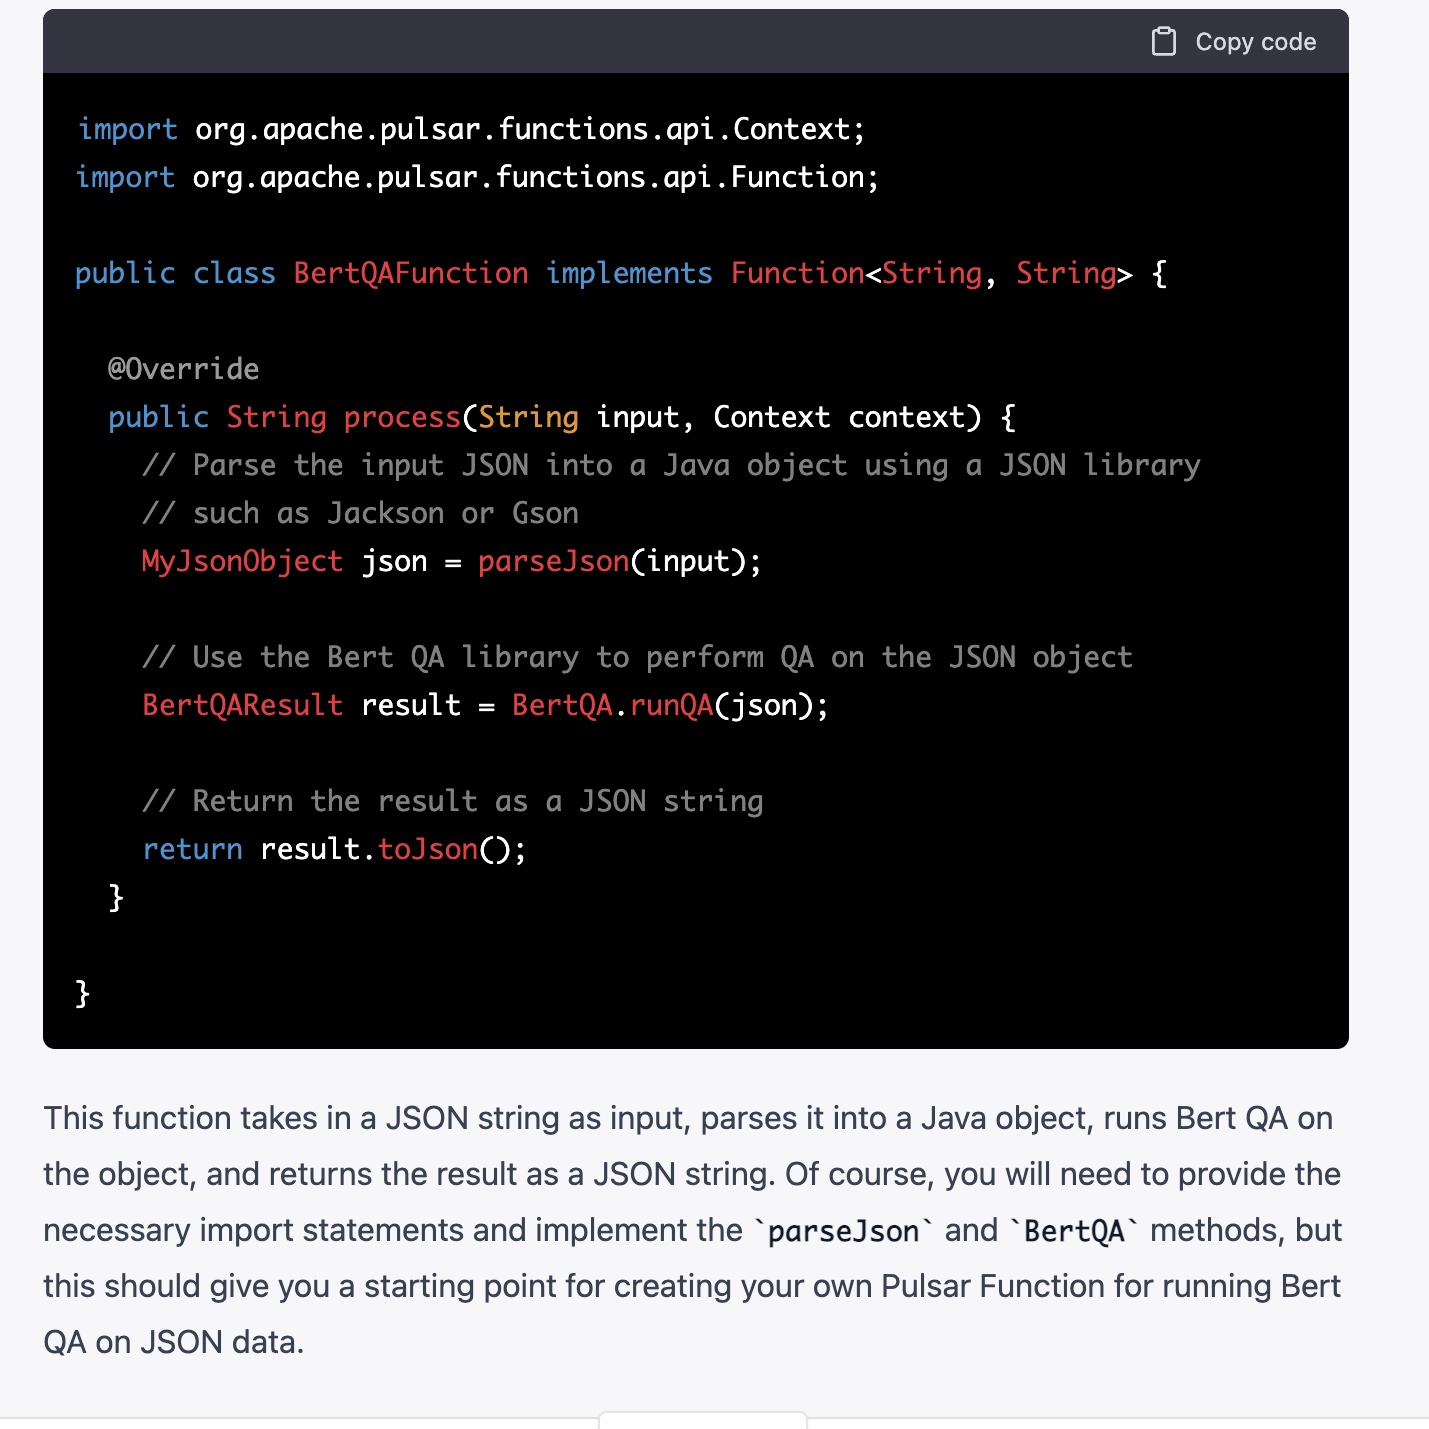 Copy code
import org.apache.pulsar.functions.api.Context;
import org.apache.pulsar.functions.api.Function;
public class BertQAFunction implements Function<String, String> {
@Override
public String process(String input, Context context) {
// Parse the input JSON into a Java object using a JSON library
// such as Jackson or Gson
MyJsonObject json = parseJson(input);
// Use the Bert QA library to perform QA on the JSON object
BertQAResult result = BertQA.runQA(json);
// Return the result as a JSON string
return result.toJson();
}
}
This function takes in a JSON string as input, parses it into a Java object, runs Bert QA on
the object, and returns the result as a JSON string. Of course, you will need to provide the
necessary import statements and implement the `parseJson` and `BertQA` methods, but
this should give you a starting point for creating your own Pulsar Function for running Bert
QA on JSON data.